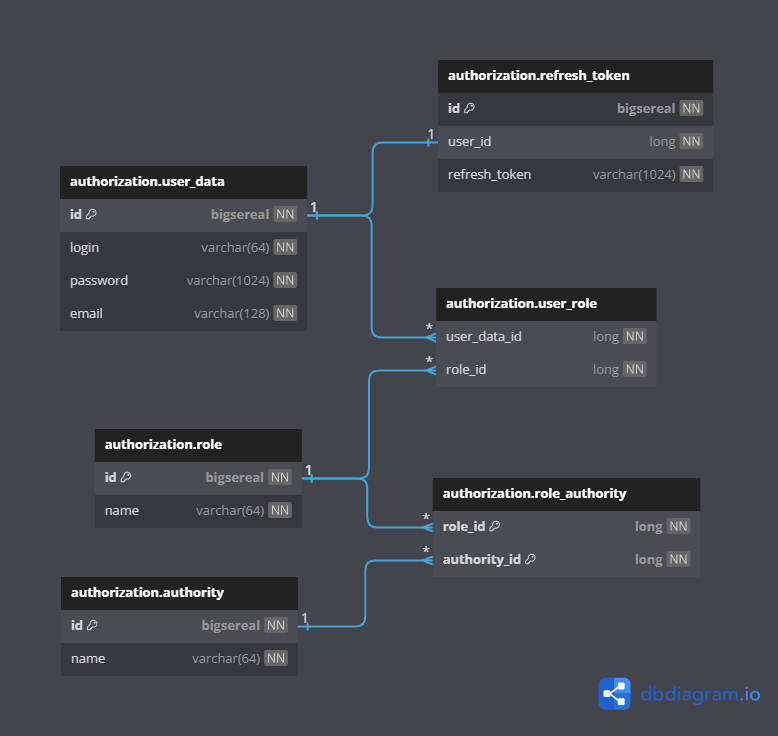 authorization.refresh_token
id bigsereal NN
1
user_id long NN
refresh_token varchar(1024) NN
authorization.user_data
id bigsereal NN
1
login varchar(64) NN
password varchar(1024) NN
email varchar(128) NN
authorization.user_role
*
user_data_id long NN
*
role_id long NN
authorization.role
id bigsereal NN
1
name varchar(64) NN
authorization.role_authority
*
role_id long NN
*
authority_id long NN
authorization.authority
id bigsereal NN
1
name varchar(64) NN
dbdiagram.io